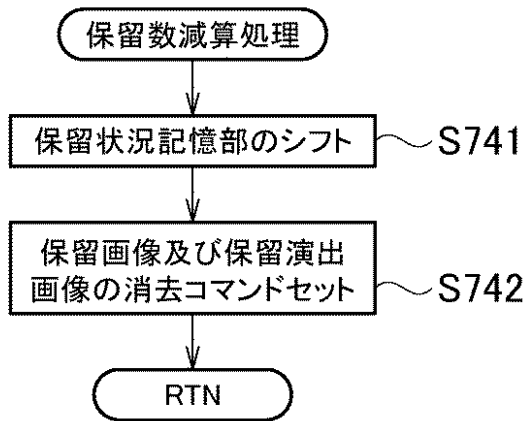 保留数減算処理
保留状況記憶部のシフト
S741
保留画像及び保留演出
画像の消去コマンドセット
S742
RTN